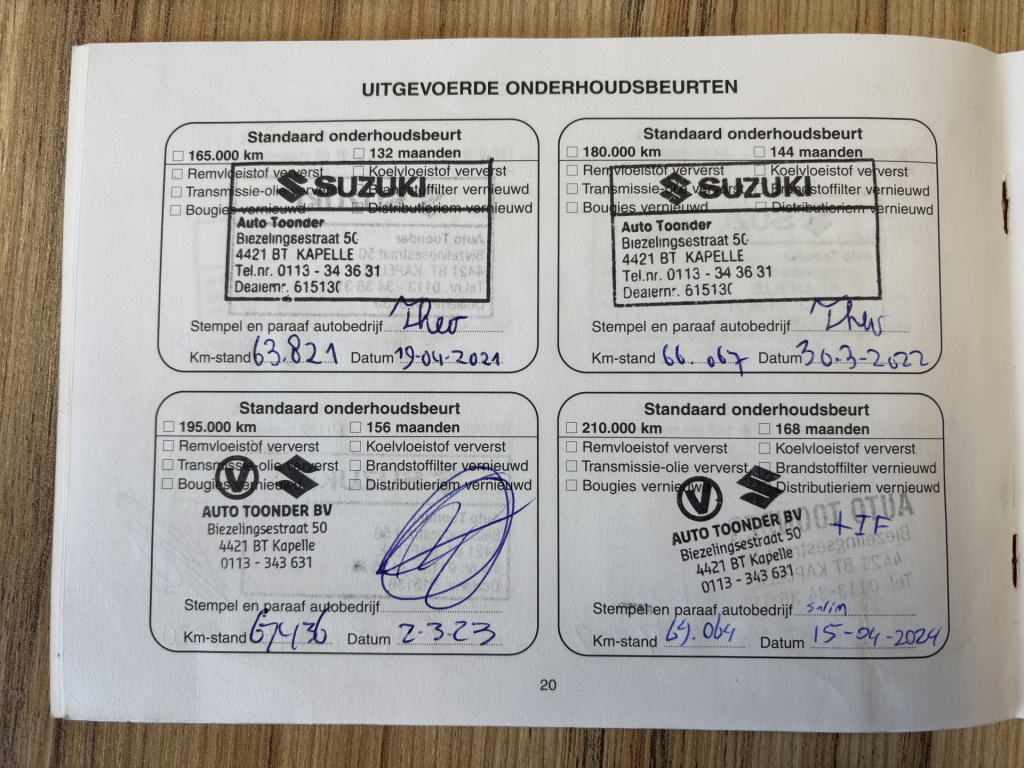 UITGEVOERDE ONDERHOUDSBEURTEN
Standaard onderhoudsbeurt
165.000 km 132 maanden
Remvloeistof ververst Koelvloeistof ververst
Transmissie-olie ververst Brandstoffilter vernieuwd
Bougies vernieuwd Distributieriem vernieuwd
SUZUKI
Auto Toonder
Biezelingsestraat 50
4421 BT KAPELLE
Tel.nr. 0113 - 34 36 31
Dealernr. 615130
Stempel en paraaf autobedrijf Theo
Km-stand 63.821 Datum 19-04-2021
Standaard onderhoudsbeurt
180.000 km 144 maanden
Remvloeistof ververst Koelvloeistof ververst
Transmissie-olie ververst Brandstoffilter vernieuwd
Bougies vernieuwd Distributieriem vernieuwd
SUZUKI
Auto Toonder
Biezelingsestraat 50
4421 BT KAPELLE
Tel.nr. 0113 - 34 36 31
Dealernr. 615130
Stempel en paraaf autobedrijf Theo
Km-stand 66.067 Datum 30-3-2022
Standaard onderhoudsbeurt
195.000 km 156 maanden
Remvloeistof ververst Koelvloeistof ververst
Transmissie-olie ververst Brandstoffilter vernieuwd
Bougies vernieuwd Distributieriem vernieuwd
AUTO TOONDER BV
Biezelingsestraat 50
4421 BT Kapelle
0113 - 343 631
Stempel en paraaf autobedrijf
Km-stand 67436 Datum 2-3-23
Standaard onderhoudsbeurt
210.000 km 168 maanden
Remvloeistof ververst Koelvloeistof ververst
Transmissie-olie ververst Brandstoffilter vernieuwd
Bougies vernieuwd Distributieriem vernieuwd
AUTO TOONDER BV
Biezelingsestraat 50
4421 BT Kapelle
0113 - 343 631
+IF
Stempel en paraaf autobedrijf Salim
Km-stand 69.064 Datum 15-04-2024
20